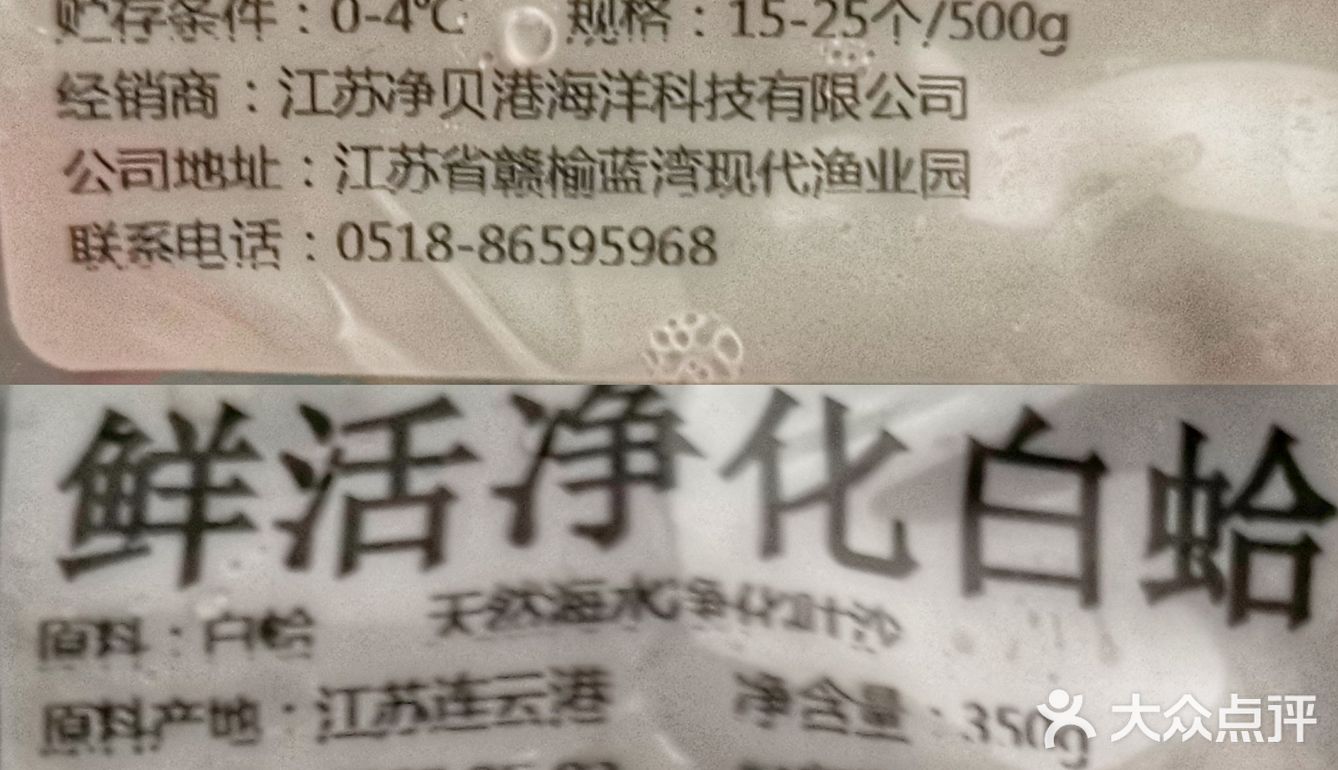 贮存条件：0-4℃ 规格：15-25个/500g
经销商：江苏净贝港海洋科技有限公司
公司地址：江苏省赣榆蓝湾现代渔业园
联系电话：0518-86595968
鲜活净化白蛤
天然海水净化吐沙
原料：白蛤
原料产地：江苏连云港 净含量：350g
大众点评